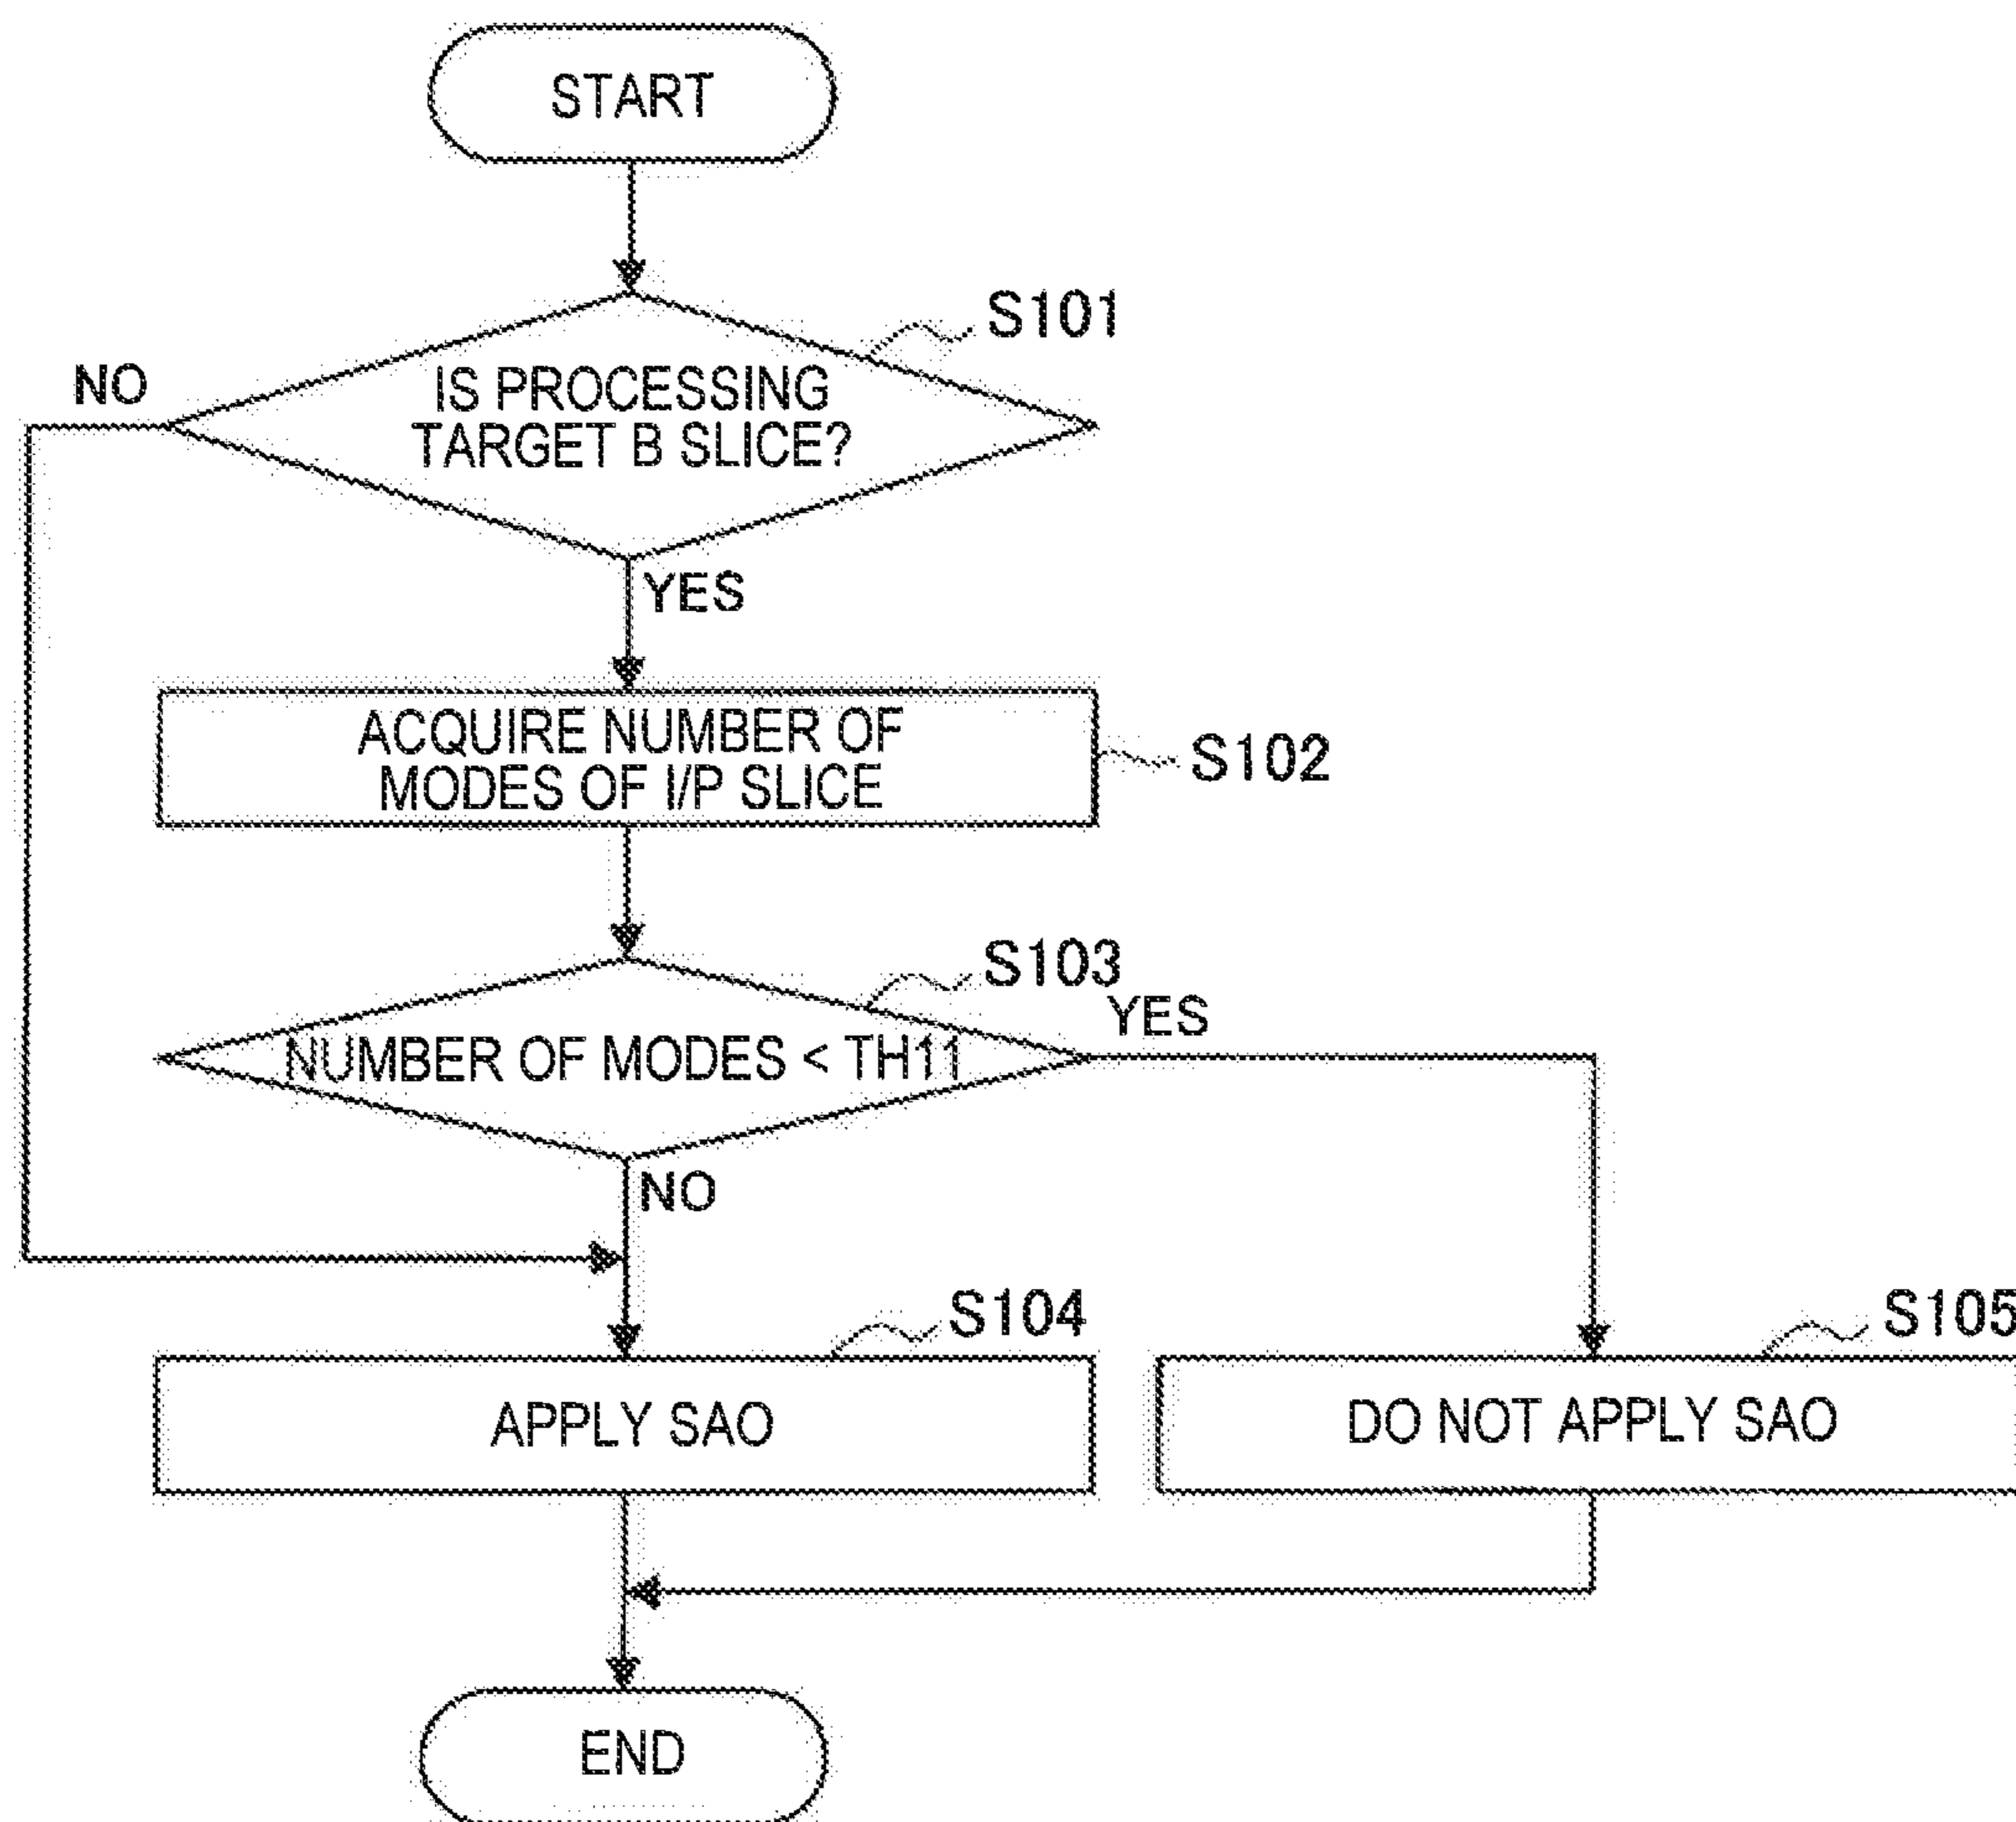 START
S101
NO
IS PROCESSING
TARGET B SLICE?
YES
ACQUIRE NUMBER OF
MODES OF I/P SLICE
S102
S103
YES
NUMBER OF MODES < TH11
NO
S104
S105
APPLY SAO
DO NOT APPLY SAO
END